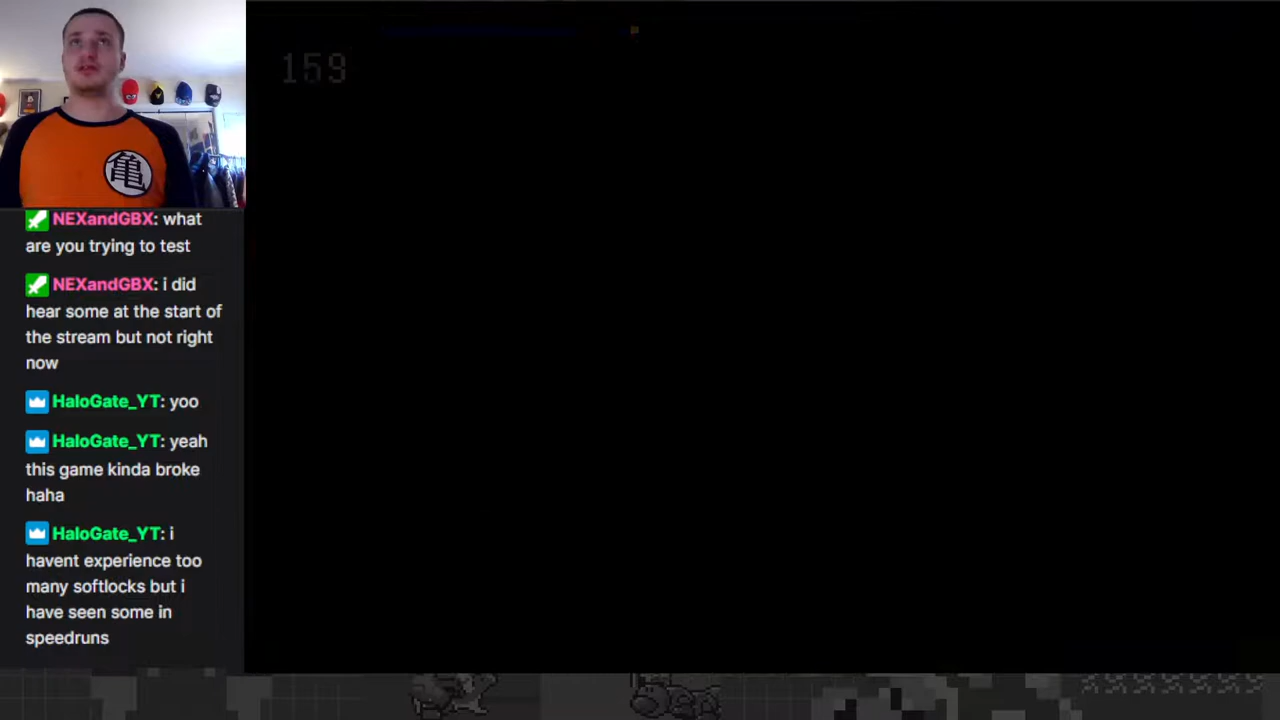 159
亀
NEXandGBX: what
are you trying to test
NEXandGBX: i did
hear some at the start of
the stream but not right
now
HaloGate_YT: yoo
HaloGate_YT: yeah
this game kinda broke
haha
HaloGate_YT: i
havent experience too
many softlocks but i
have seen some in
speedruns